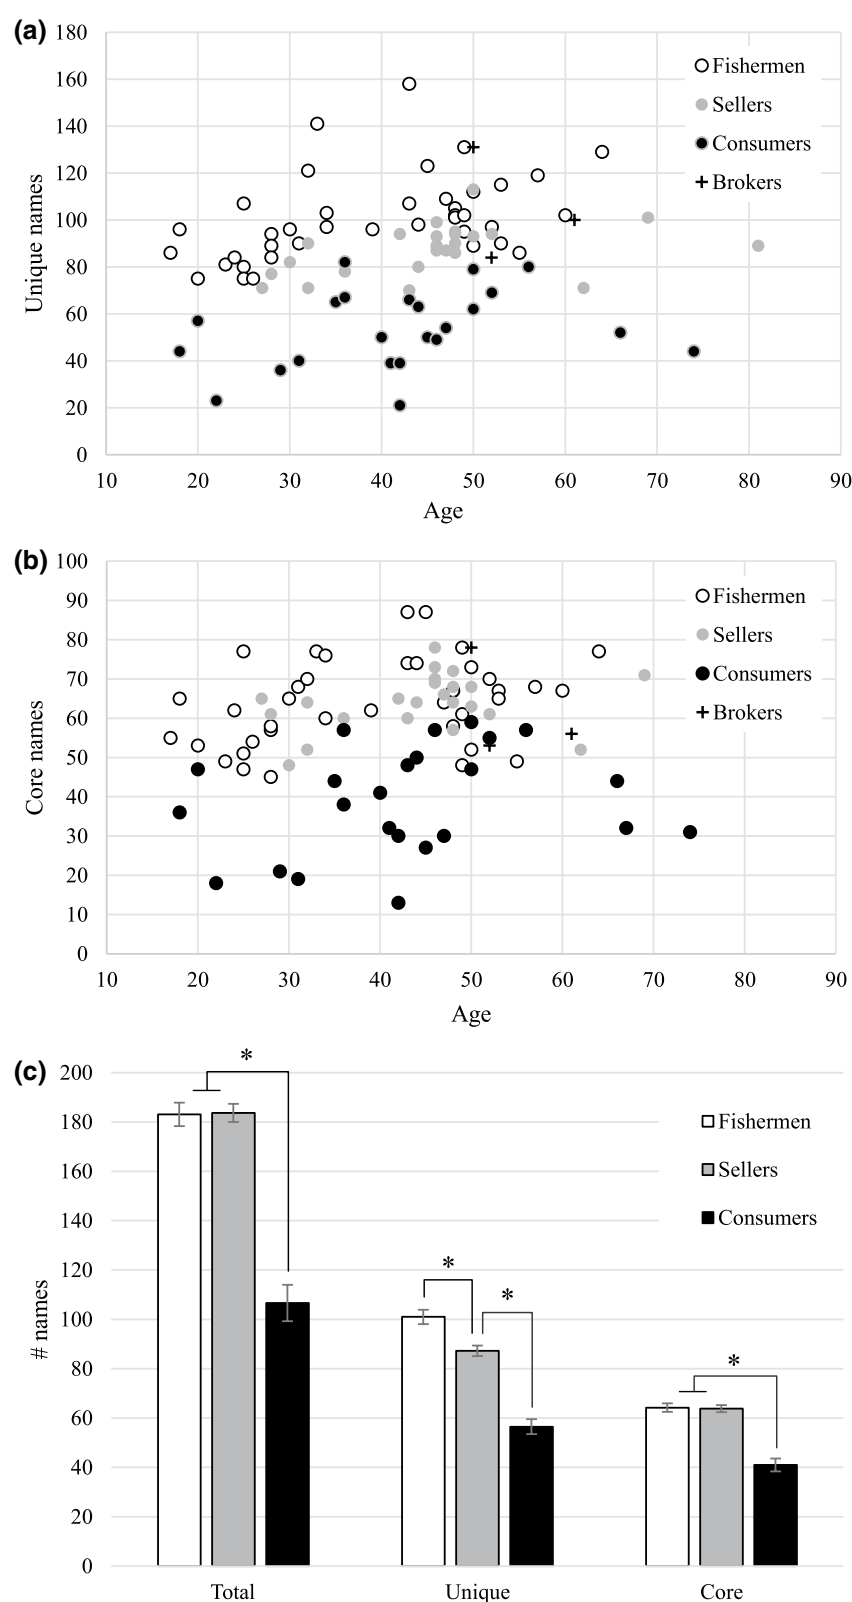 (a)
180
160
140
120
100
80
60
40
20
0
Unique names
10 20 30 40 50 60 70 80 90
Age
Fishermen
Sellers
Consumers
Brokers
(b)
100
90
80
70
60
50
40
30
20
10
0
Core names
10 20 30 40 50 60 70 80 90
Age
Fishermen
Sellers
Consumers
Brokers
(c)
200
180
160
140
120
100
80
60
40
20
0
# names
*
*
*
*
Fishermen
Sellers
Consumers
Total Unique Core